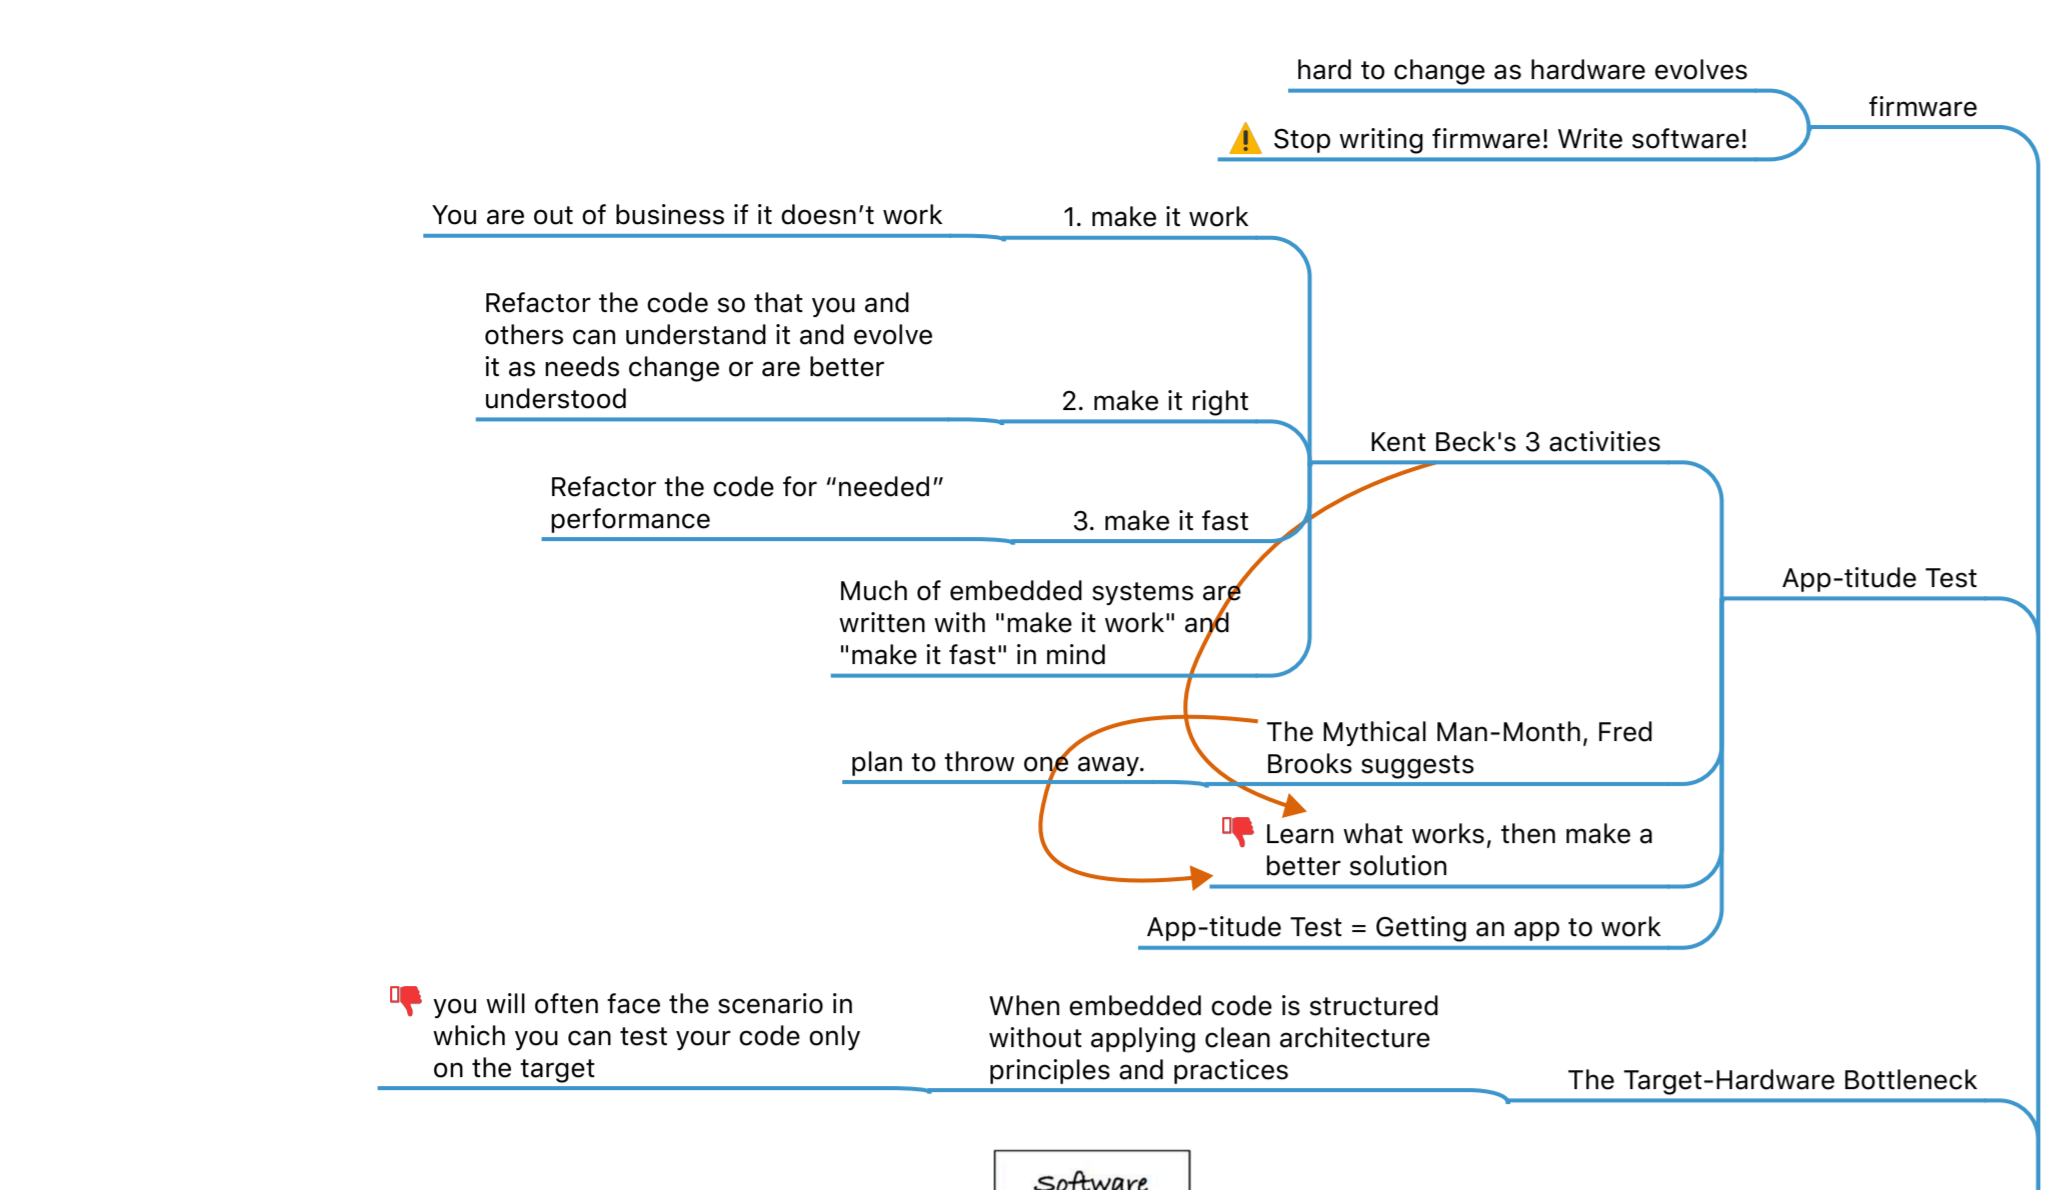 hard to change as hardware evolves
firmware
Stop writing firmware! Write software!
You are out of business if it doesn’t work
1. make it work
Refactor the code so that you and
others can understand it and evolve
it as needs change or are better
understood
2. make it right
Kent Beck's 3 activities
Refactor the code for “needed”
performance
3. make it fast
App-titude Test
Much of embedded systems are
written with "make it work" and
"make it fast" in mind
The Mythical Man-Month, Fred
Brooks suggests
plan to throw one away.
Learn what works, then make a
better solution
App-titude Test = Getting an app to work
you will often face the scenario in
which you can test your code only
on the target
When embedded code is structured
without applying clean architecture
principles and practices
The Target-Hardware Bottleneck
Software